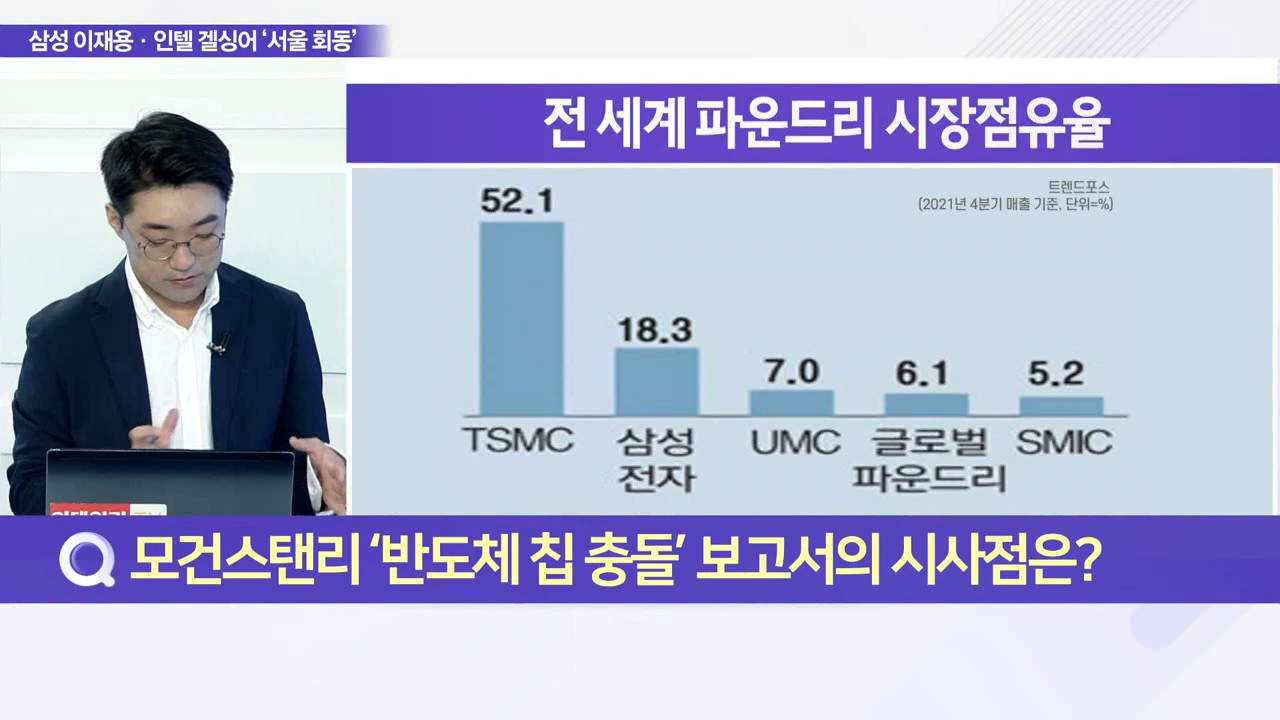 삼성 이재용·인텔 겔싱어 ‘서울 회동’
전 세계 파운드리 시장점유율
트렌드포스
(2021년 4분기 매출 기준, 단위=%)
52.1
18.3
7.0
6.1
5.2
TSMC
삼성
전자
UMC
글로벌
파운드리
SMIC
모건스탠리 ‘반도체 칩 충돌’ 보고서의 시사점은?